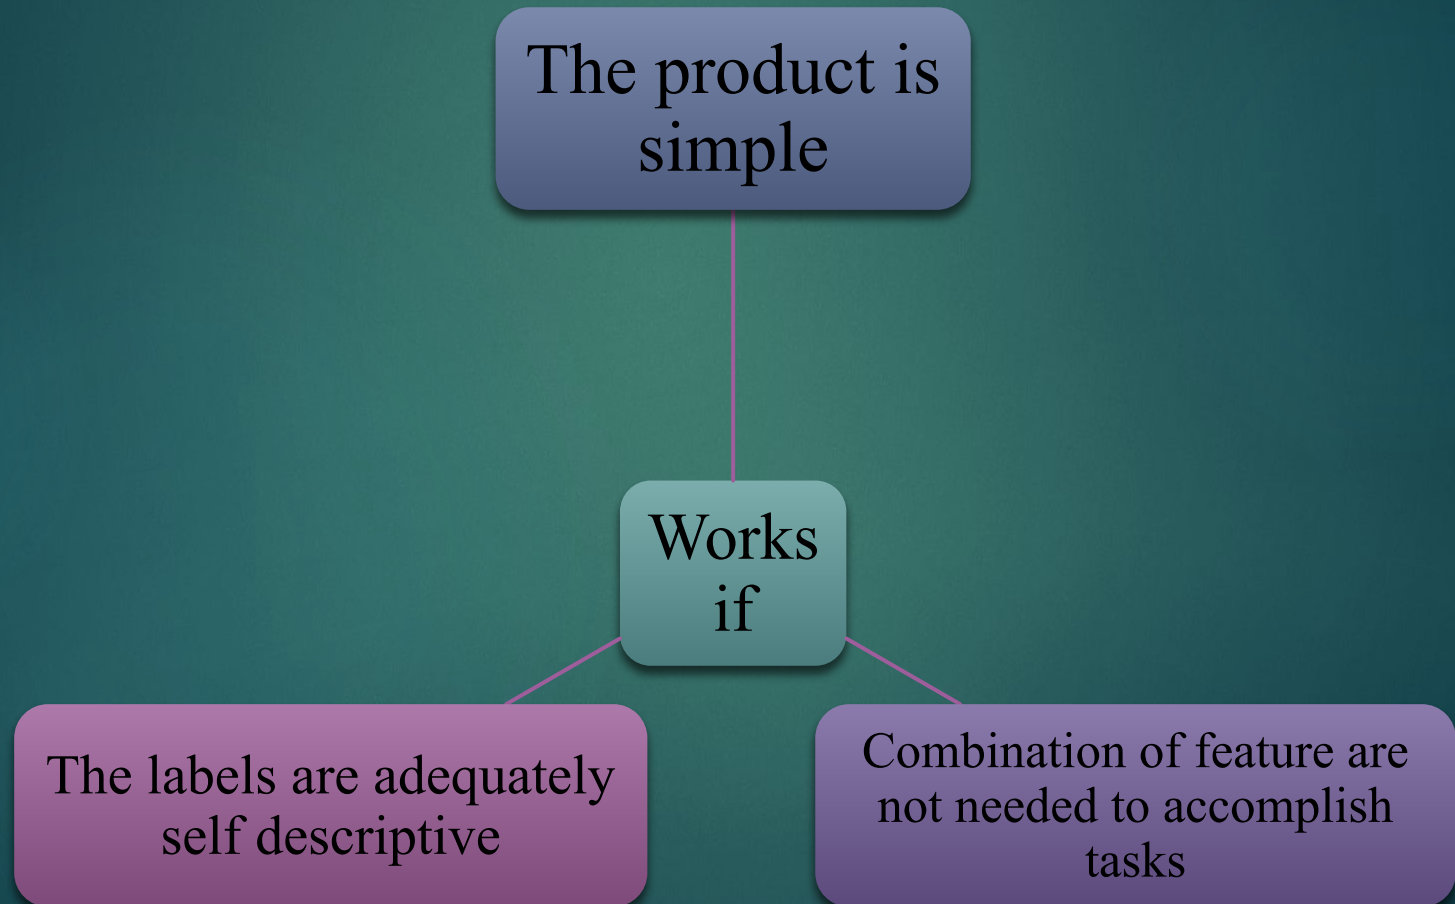 The product is
simple
Works
if
The labels are adequately
self descriptive
Combination of feature are
not needed to accomplish
tasks